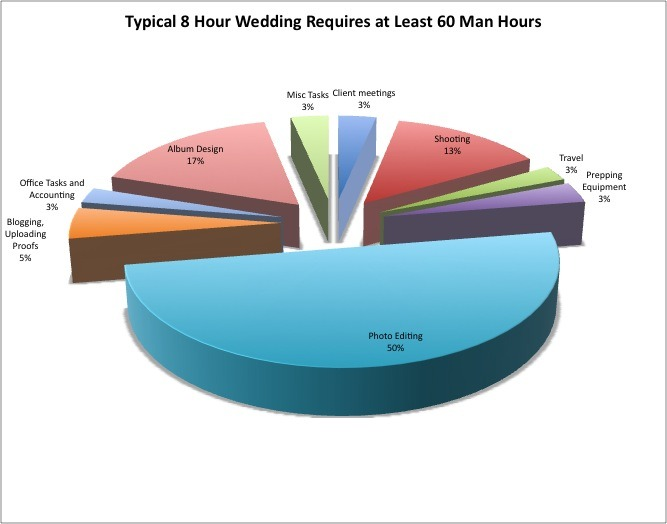 Typical 8 Hour Wedding Requires at Least 60 Man Hours
Misc Tasks
3%
Client meetings
3%
Shooting
13%
Travel
3%
Prepping
Equipment
3%
Photo Editing
50%
Blogging,
Uploading
Proofs
5%
Office Tasks and
Accounting
3%
Album Design
17%